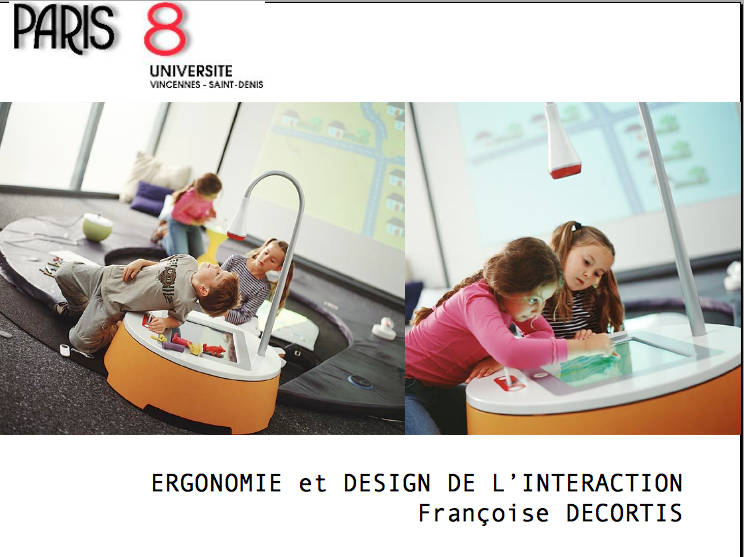 PARIS 8
UNIVERSITE
VINCENNES - SAINT-DENIS
ERGONOMIE et DESIGN DE L'INTERACTION
Françoise DECORTIS